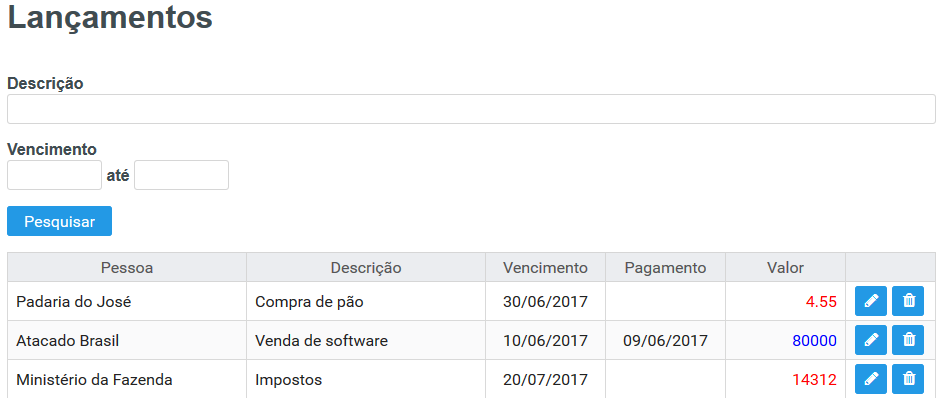 Lançamentos
Descrição
Vencimento
até
Pesquisar
Pessoa Descrição Vencimento Pagamento Valor
Padaria do José Compra de pão 30/06/2017 4.55
Atacado Brasil Venda de software 10/06/2017 09/06/2017 80000
Ministério da Fazenda Impostos 20/07/2017 14312